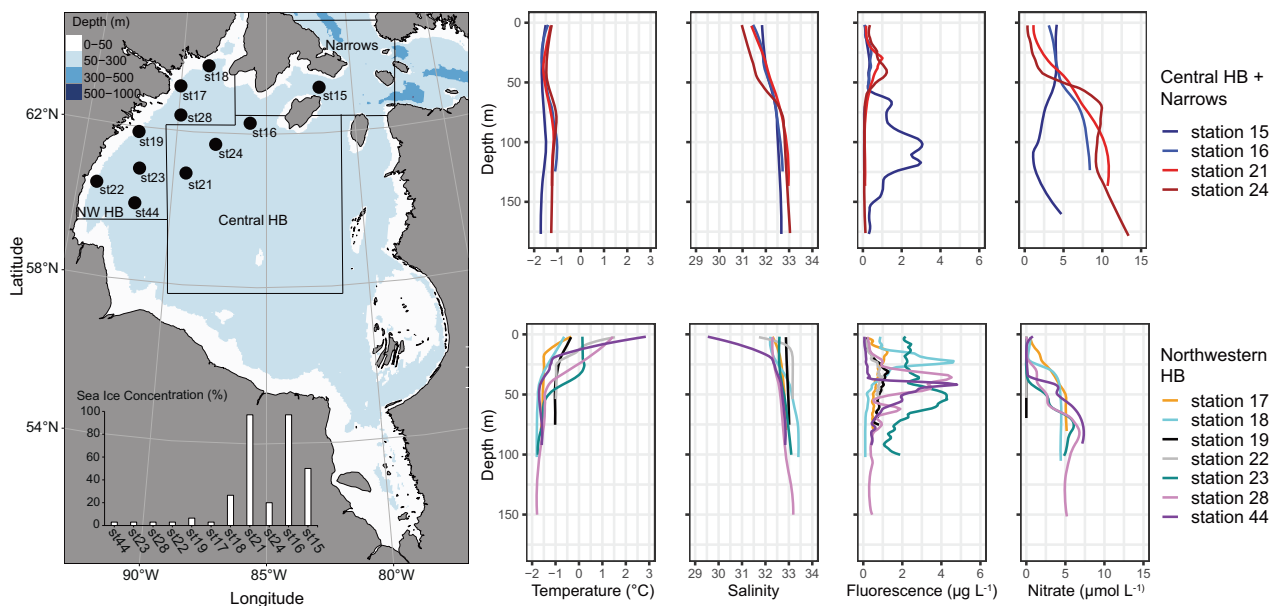 Depth (m)
0−50
50−300
300−500
500−1000
Narrows
st18
st17
st15
st28
st16
st19
st24
st23
st21
st22
st44
NW HB
Central HB
62°N
58°N
54°N
Latitude
Sea Ice Concentration (%)
100
80
60
40
20
0
st44
st23
st28
st22
st19
st17
st18
st21
st24
st16
st15
90°W
85°W
80°W
Longitude
0
50
100
150
Depth (m)
−2 −1 0 1 2 3
29 30 31 32 33 34
0 2 4 6
0 5 10 15
Central HB +
Narrows
station 15
station 16
station 21
station 24
0
50
100
150
Depth (m)
−2 −1 0 1 2 3
29 30 31 32 33 34
0 2 4 6
0 5 10 15
Temperature (°C)
Salinity
Fluorescence (µg L-1)
Nitrate (µmol L-1)
Northwestern
HB
station 17
station 18
station 19
station 22
station 23
station 28
station 44